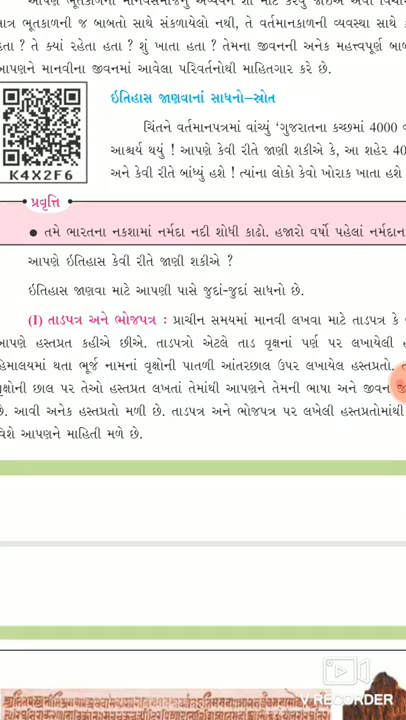 માત્ર ભૂતકાળની જ બાબતો સાથે સંકળાયેલો નથી, તે વર્તમાનકાળની વ્યવસ્થા સાથે
હતા ? તે ક્યાં રહેતા હતા ? શું ખાતા હતા ? તેમના જીવનની અનેક મહત્ત્વપૂર્ણ
આપણને માનવીના જીવનમાં આવેલા પરિવર્તનોથી માહિતગાર કરે છે.
ઇતિહાસ જાણવાનાં સાધનો–સ્રોત
ચિંતને વર્તમાનપત્રમાં વાંચ્યું ‘ગુજરાતના કચ્છમાં 4000
આશ્ચર્ય થયું ! આપણે કેવી રીતે જાણી શકીએ કે, આ શહેર 40
અને કેવી રીતે બાંધ્યું હશે ! ત્યાંના લોકો કેવો ખોરાક ખાતા હશે
K4X2F6
પ્રવૃત્તિ
● તમે ભારતના નકશામાં નર્મદા નદી શોધી કાઢો. હજારો વર્ષો પહેલાં નર્મદાન
આપણે ઇતિહાસ કેવી રીતે જાણી શકીએ ?
ઇતિહાસ જાણવા માટે આપણી પાસે જુદાં-જુદાં સાધનો છે.
(I) તાડપત્ર અને ભોજપત્ર : પ્રાચીન સમયમાં માનવી લખવા માટે તાડપત્ર કે
આપણે હસ્તપ્રત કહીએ છીએ. તાડપત્રો એટલે તાડ વૃક્ષનાં પર્ણ પર લખાયેલી
હિમાલયમાં થતા ભૂર્જ નામનાં વૃક્ષોની પાતળી આંતરછાલ ઉપર લખાયેલ હસ્તપ્રતો.
વૃક્ષોની છાલ પર તેઓ હસ્તપ્રત લખતાં તેમાંથી આપણને તેમની ભાષા અને જીવન
છે. આવી અનેક હસ્તપ્રતો મળી છે. તાડપત્ર અને ભોજપત્ર પર લખેલી હસ્તપ્રતોમાંથી
વિશે આપણને માહિતી મળે છે.
V RECORDER